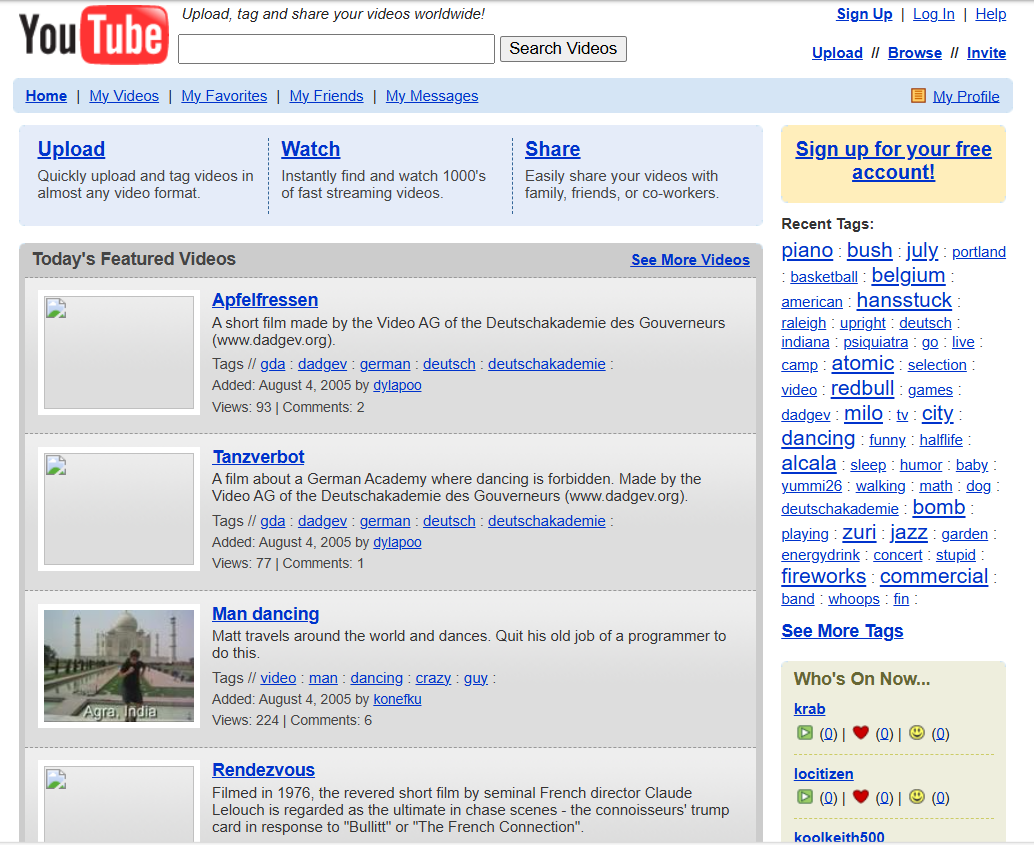 YouTube
Upload, tag and share your videos worldwide!
Search Videos
Sign Up | Log In | Help
Upload // Browse // Invite
Home | My Videos | My Favorites | My Friends | My Messages
My Profile
Upload
Quickly upload and tag videos in
almost any video format.
Watch
Instantly find and watch 1000's
of fast streaming videos.
Share
Easily share your videos with
family, friends, or co-workers.
Today's Featured Videos
See More Videos
Apfelfressen
A short film made by the Video AG of the Deutschakademie des Gouverneurs
(www.dadgev.org).
Tags // gda : dadgev : german : deutsch : deutschakademie :
Added: August 4, 2005 by dylapoo
Views: 93 | Comments: 2
Tanzverbot
A film about a German Academy where dancing is forbidden. Made by the
Video AG of the Deutschakademie des Gouverneurs (www.dadgev.org).
Tags // gda : dadgev : german : deutsch : deutschakademie :
Added: August 4, 2005 by dylapoo
Views: 77 | Comments: 1
Agra, India
Man dancing
Matt travels around the world and dances. Quit his old job of a programmer to
do this.
Tags // video : man : dancing : crazy : guy :
Added: August 4, 2005 by konefku
Views: 224 | Comments: 6
Rendezvous
Filmed in 1976, the revered short film by seminal French director Claude
Lelouch is regarded as the ultimate in chase scenes - the connoisseurs' trump
card in response to "Bullitt" or "The French Connection".
Sign up for your free
account!
Recent Tags:
piano : bush : july : portland
: basketball : belgium :
american : hansstuck :
raleigh : upright : deutsch :
indiana : psiquiatra : go : live :
camp : atomic : selection :
video : redbull : games :
dadgev : milo : tv : city :
dancing : funny : halflife :
alcala : sleep : humor : baby :
yummi26 : walking : math : dog :
deutschakademie : bomb :
playing : zuri : jazz : garden :
energydrink : concert : stupid :
fireworks : commercial :
band : whoops : fin :
See More Tags
Who's On Now...
krab
(0) | (0) | (0)
locitizen
(0) | (0) | (0)
koolkeith500